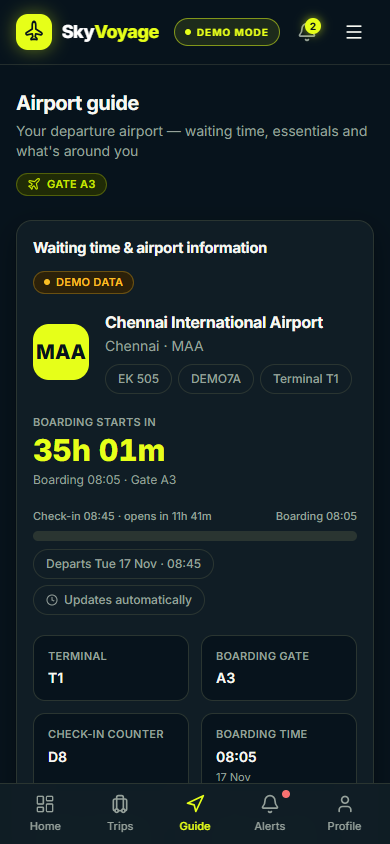 SkyVoyage
DEMO MODE
2
Airport guide
Your departure airport — waiting time, essentials and
what's around you
GATE A3
Waiting time & airport information
DEMO DATA
MAA
Chennai International Airport
Chennai · MAA
EK 505
DEMO7A
Terminal T1
BOARDING STARTS IN
35h 01m
Boarding 08:05 · Gate A3
Check-in 08:45 · opens in 11h 41m
Boarding 08:05
Departs Tue 17 Nov · 08:45
Updates automatically
TERMINAL
T1
BOARDING GATE
A3
CHECK-IN COUNTER
D8
BOARDING TIME
08:05
17 Nov
Home
Trips
Guide
Alerts
Profile